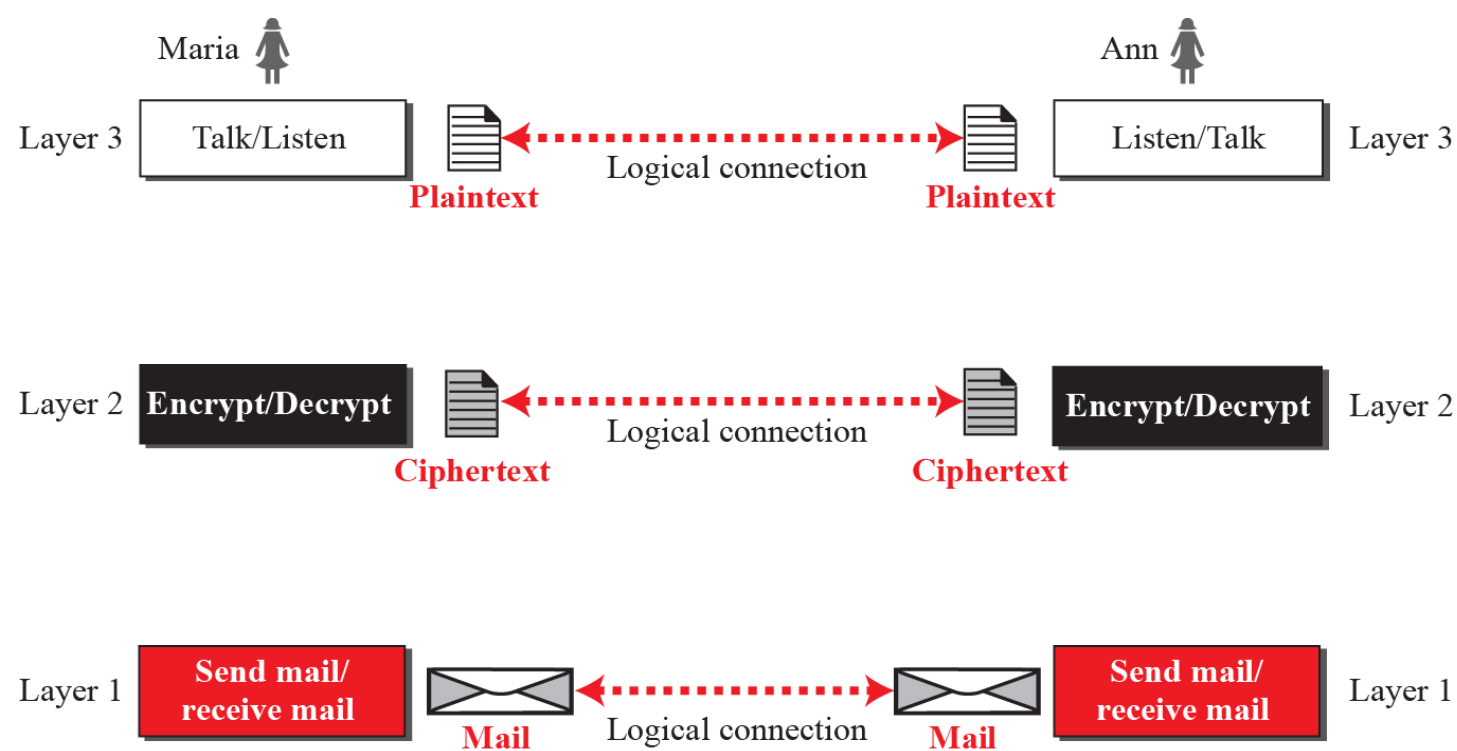 Maria
Ann
Layer 3
Talk/Listen
Logical connection
Listen/Talk
Layer 3
Plaintext
Plaintext
Layer 2
Encrypt/Decrypt
Logical connection
Encrypt/Decrypt
Layer 2
Ciphertext
Ciphertext
Layer 1
Send mail/
receive mail
Logical connection
Send mail/
receive mail
Layer 1
Mail
Mail